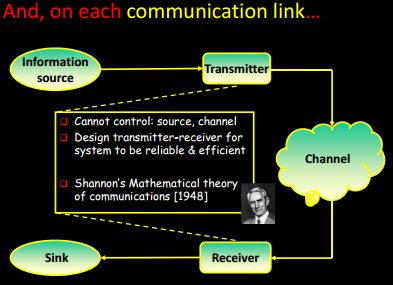 And, on each communication link…
Information
source
Transmitter
Cannot control: source, channel
Design transmitter-receiver for
system to be reliable & efficient
Shannon's Mathematical theory
of communications [1948]
Channel
Sink
Receiver